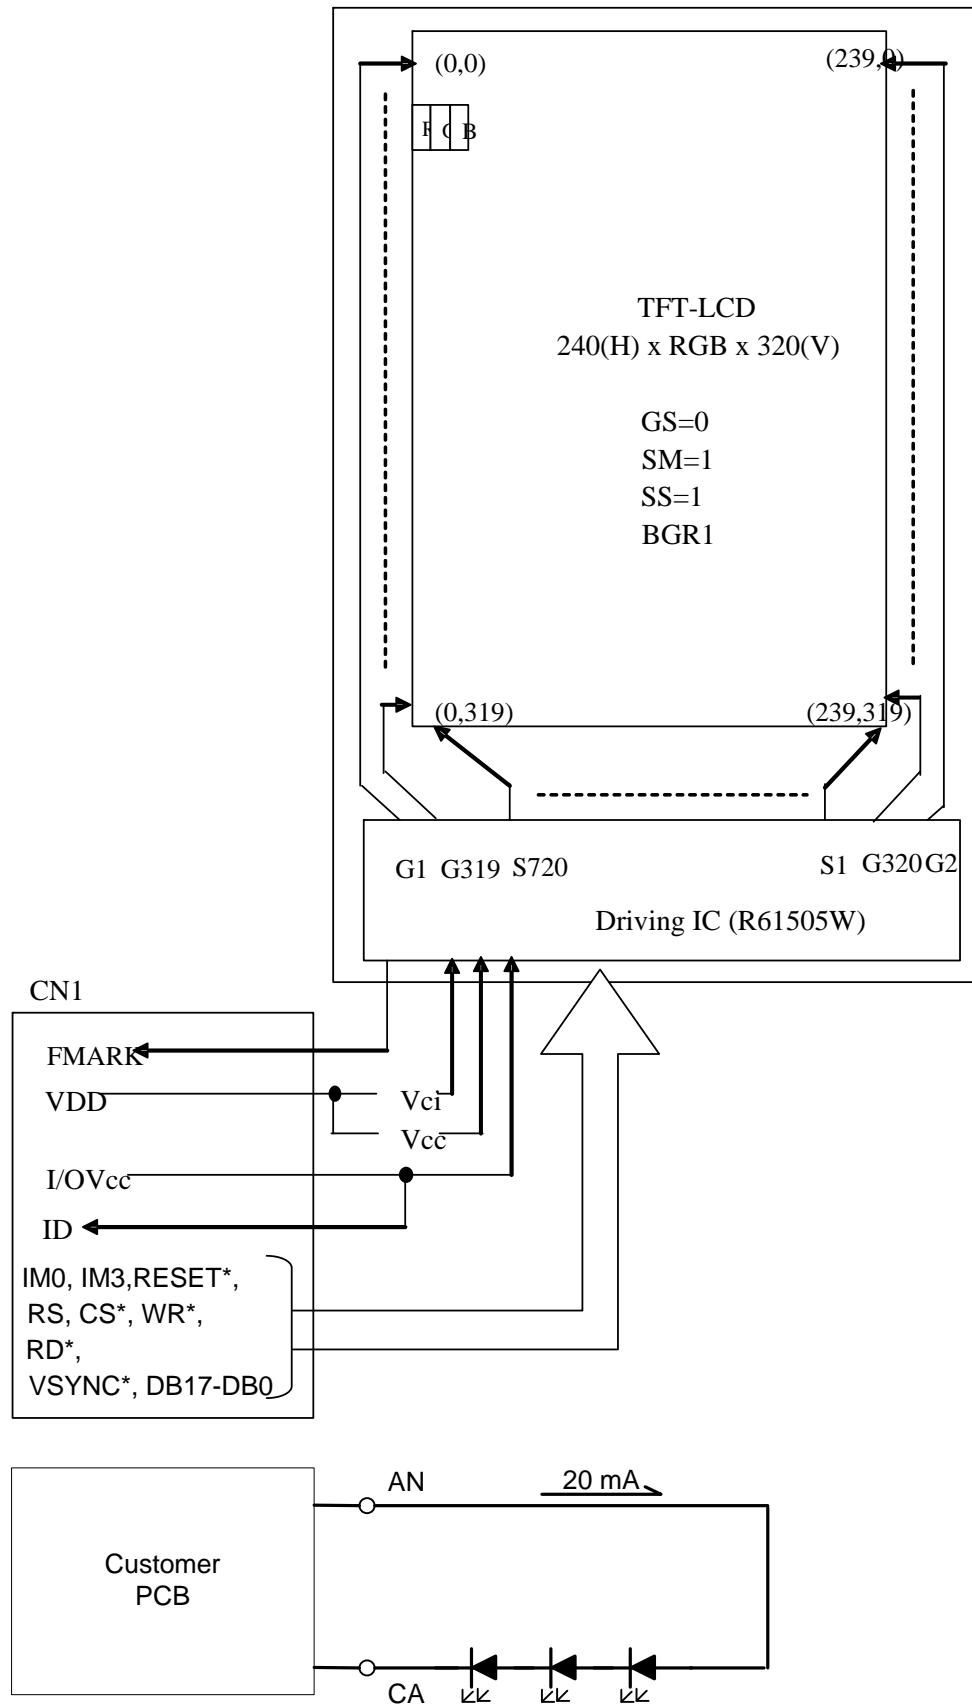 (0,0)
(239,0)
R G B
TFT-LCD
240(H) x RGB x 320(V)
GS=0
SM=1
SS=1
BGR1
(0,319)
(239,319)
G1 G319 S720
S1 G320 G2
Driving IC (R61505W)
CN1
FMARK
VDD
Vci
Vcc
I/OVcc
ID
IM0, IM3,RESET*,
RS, CS*, WR*,
RD*,
VSYNC*, DB17-DB0
AN
20 mA
Customer
PCB
CA